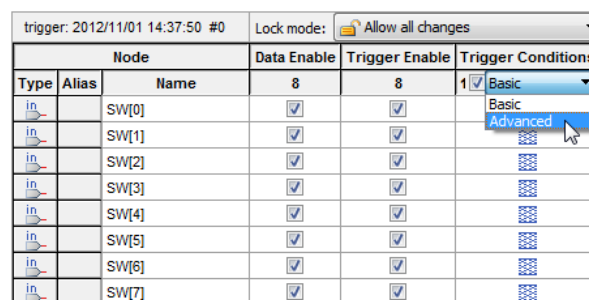 trigger: 2012/11/01 14:37:50 #0 Lock mode: Allow all changes
Node Data Enable Trigger Enable Trigger Conditions
Type Alias Name 8 8 1 Basic
Basic
Advanced
in SW[0]
in SW[1]
in SW[2]
in SW[3]
in SW[4]
in SW[5]
in SW[6]
in SW[7]